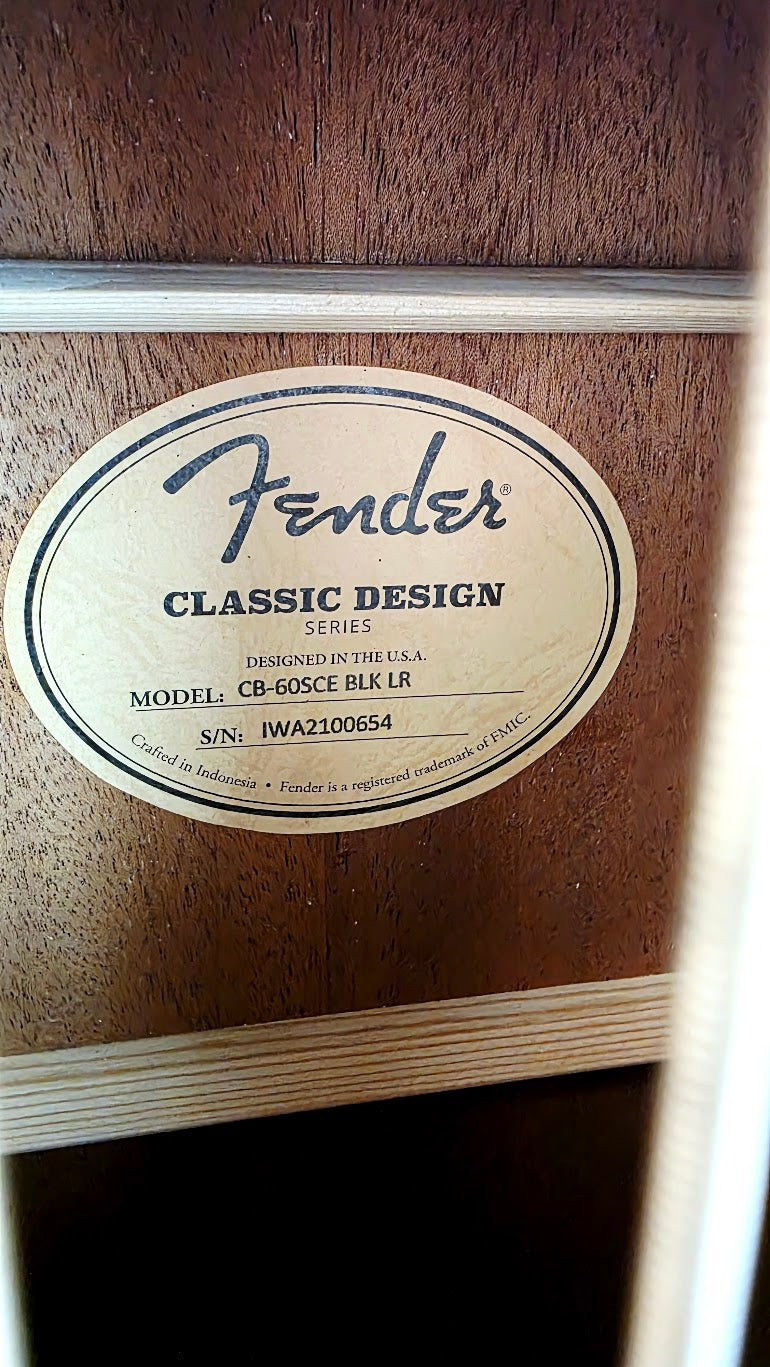 Fender®
CLASSIC DESIGN
SERIES
DESIGNED IN THE U.S.A.
MODEL: CB-60SCE BLK LR
S/N: IWA2100654
Crafted in Indonesia • Fender is a registered trademark of FMIC.